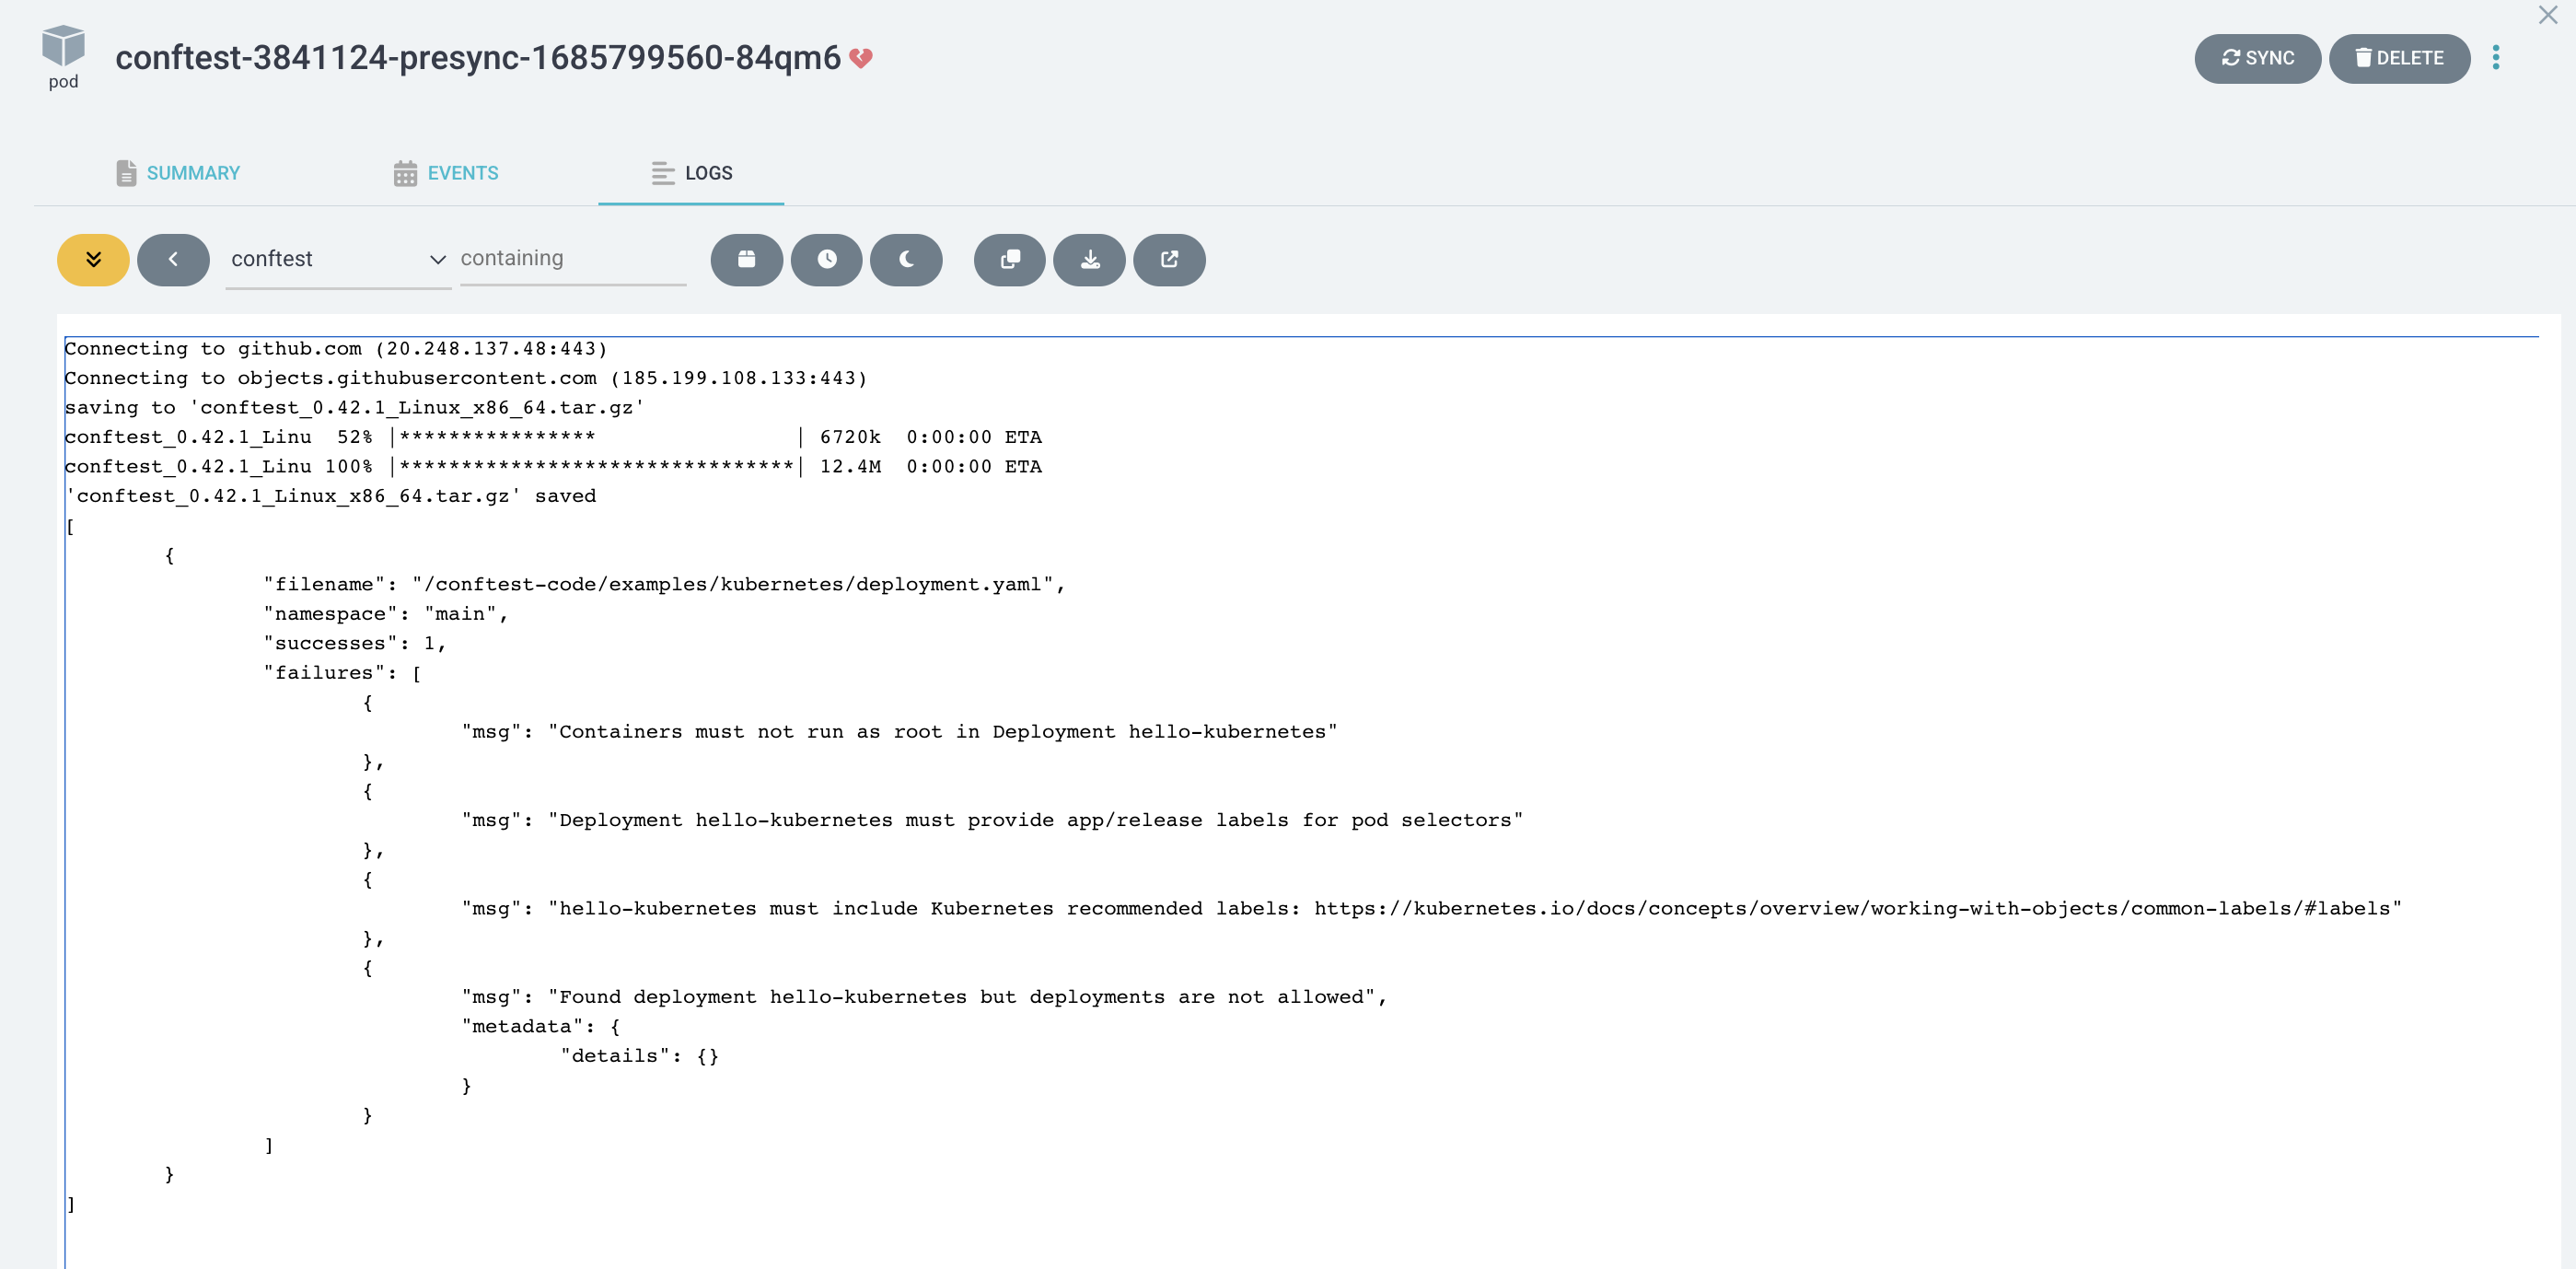 conftest-3841124-presync-1685799560-84qm6
pod
SYNC
DELETE
SUMMARY
EVENTS
LOGS
conftest
containing
Connecting to github.com (20.248.137.48:443)
Connecting to objects.githubusercontent.com (185.199.108.133:443)
saving to 'conftest_0.42.1_Linux_x86_64.tar.gz'
conftest_0.42.1_Linu  52% |****************                | 6720k  0:00:00 ETA
conftest_0.42.1_Linu 100% |********************************| 12.4M  0:00:00 ETA
'conftest_0.42.1_Linux_x86_64.tar.gz' saved
[
	{
		"filename": "/conftest-code/examples/kubernetes/deployment.yaml",
		"namespace": "main",
		"successes": 1,
		"failures": [
			{
				"msg": "Containers must not run as root in Deployment hello-kubernetes"
			},
			{
				"msg": "Deployment hello-kubernetes must provide app/release labels for pod selectors"
			},
			{
				"msg": "hello-kubernetes must include Kubernetes recommended labels: https://kubernetes.io/docs/concepts/overview/working-with-objects/common-labels/#labels"
			},
			{
				"msg": "Found deployment hello-kubernetes but deployments are not allowed",
				"metadata": {
					"details": {}
				}
			}
		]
	}
]